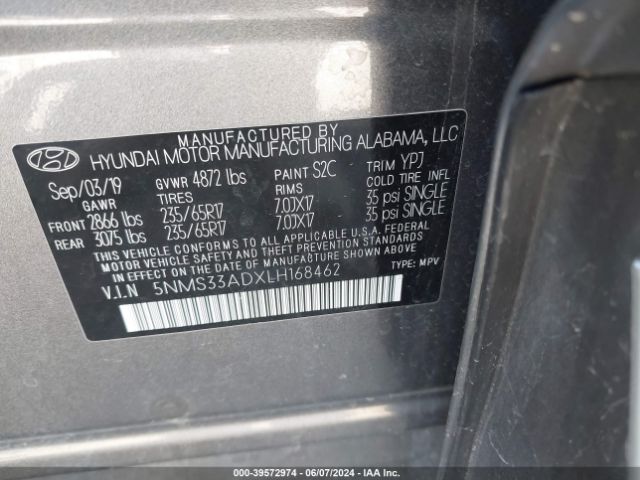 MANUFACTURED BY
HYUNDAI MOTOR MANUFACTURING ALABAMA, LLC
Sep/03/19 GVWR 4872 lbs PAINT S2C TRIM YPJ
GAWR TIRES RIMS COLD TIRE INFL
FRONT 2866 lbs 235/65R17 7.0JX17 35 psi SINGLE
REAR 3075 lbs 235/65R17 7.0JX17 35 psi SINGLE
THIS VEHICLE CONFORMS TO ALL APPLICABLE U.S.A. FEDERAL
MOTOR VEHICLE SAFETY AND THEFT PREVENTION STANDARDS
IN EFFECT ON THE DATE OF MANUFACTURE SHOWN ABOVE.
V.I.N 5NMS33ADXLH168462 TYPE: MPV
000-39572974 | 06/07/2024 | IAA Inc.